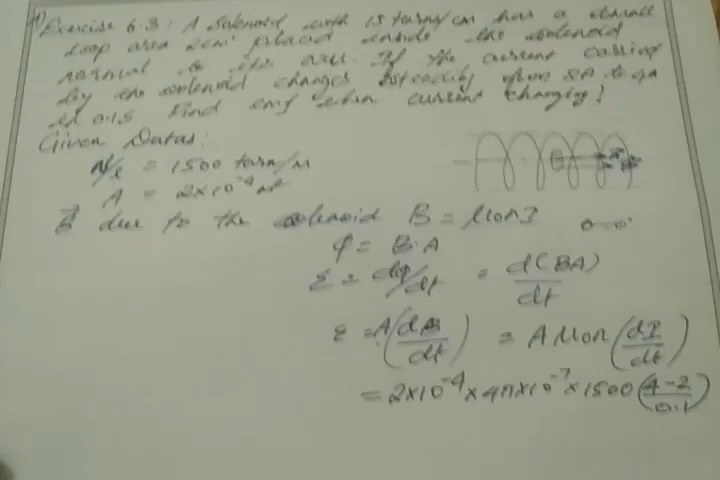 Exercise 6.3: A Solenoid with 15 turns/cm has a small
loop area 2cm² placed inside the solenoid
normal to its axis. If the current carried
by the solenoid changes steadily from 2A to 4A
in 0.1s. Find emf when current changing?
Given Datas:
N/l = 1500 turn/m
A = 2×10⁻⁴ m²
B due to the solenoid B = μ0nI
φ = B·A
ε = dφ/dt = d(BA)/dt
ε = A(dB/dt) = Aμ0n(dI/dt)
= 2×10⁻⁴ × 4π×10⁻⁷ × 1500 (4-2/0.1)